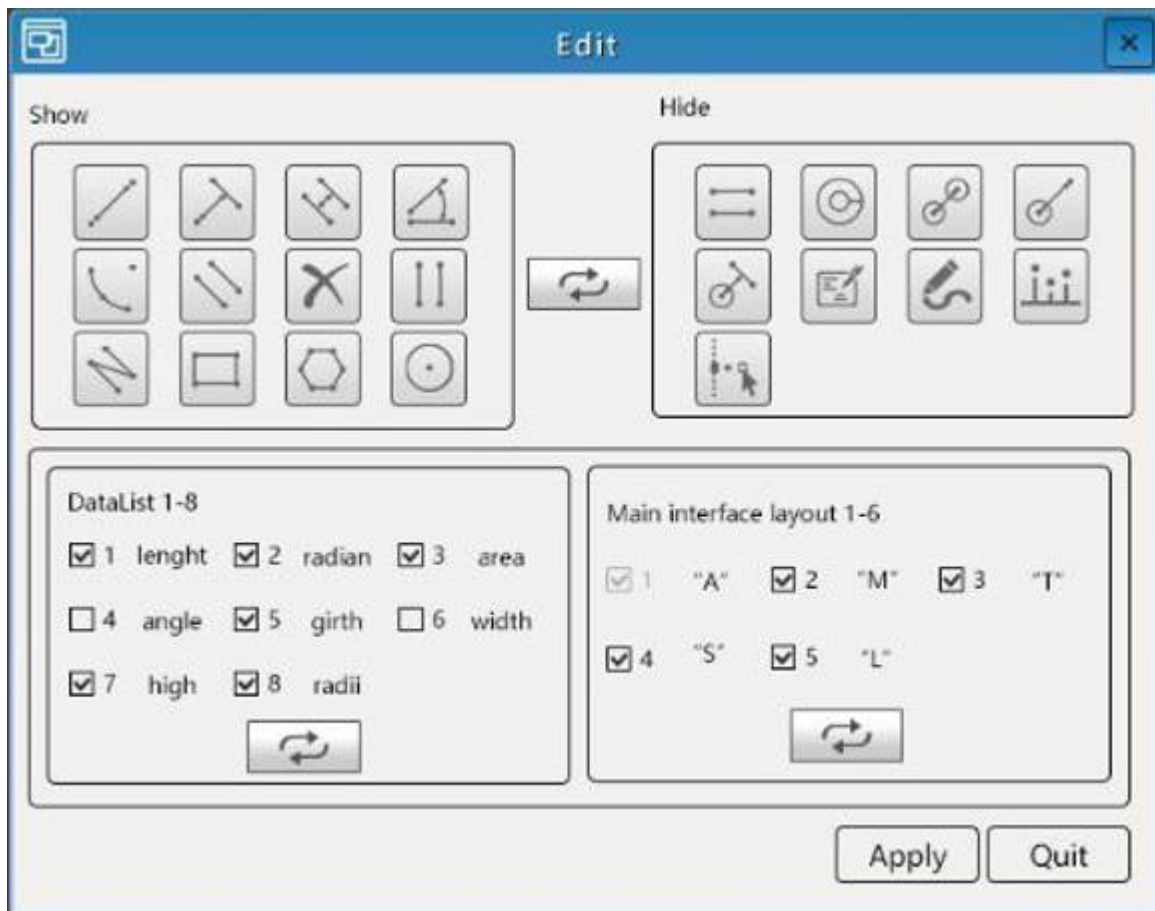 Edit
Show
Hide
DataList 1-8
1 lenght 2 radian 3 area
4 angle 5 girth 6 width
7 high 8 radii
Main interface layout 1-6
1 "A" 2 "M" 3 "T"
4 "S" 5 "L"
Apply Quit